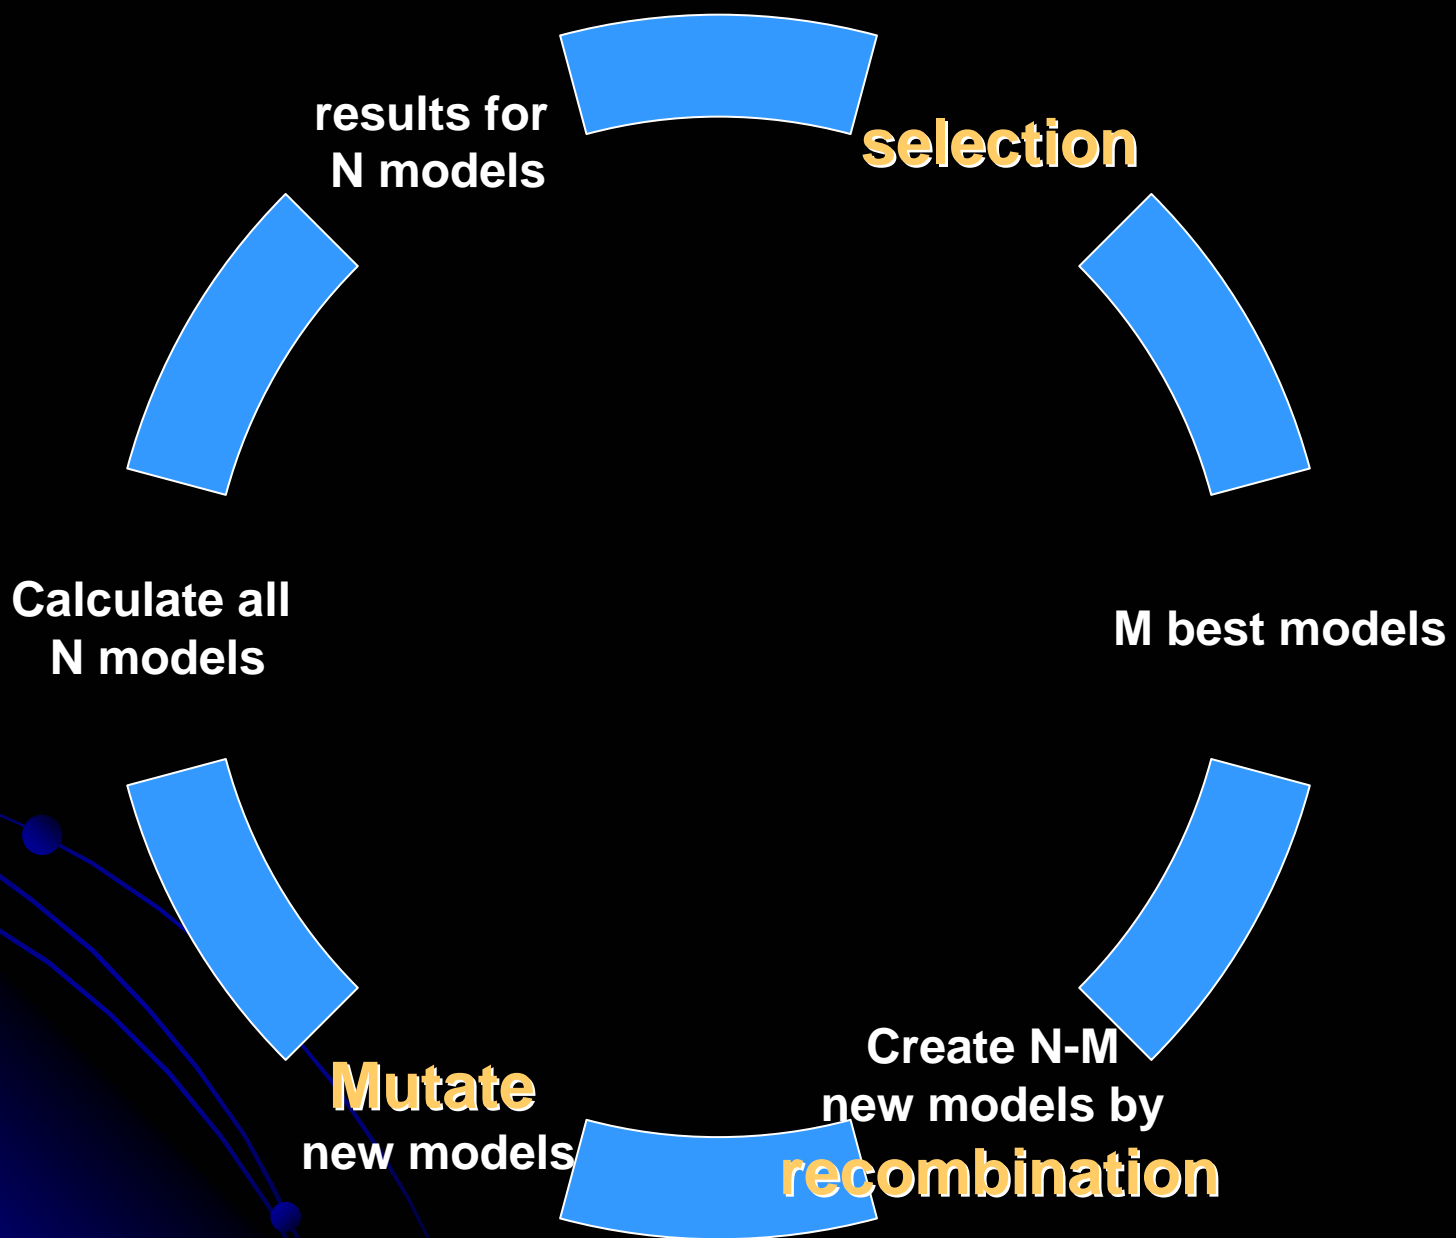 results for
N models
selection
M best models
Create N-M
new models by
recombination
Mutate
new models
Calculate all
N models